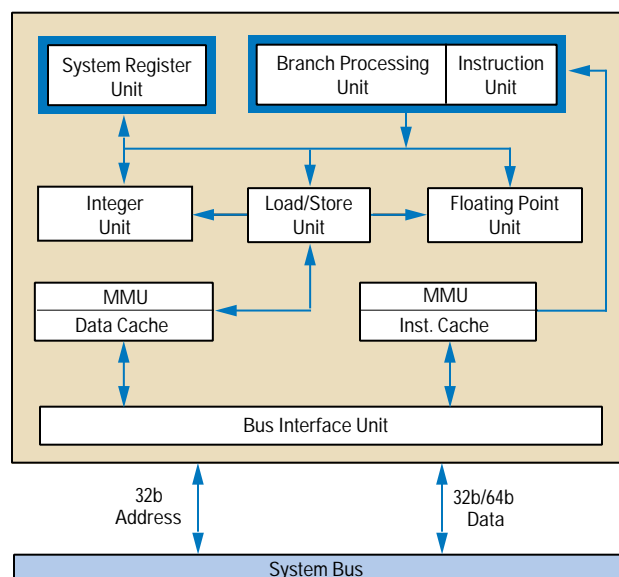 System Register
Unit
Branch Processing
Unit
Instruction
Unit
Integer
Unit
Load/Store
Unit
Floating Point
Unit
MMU
Data Cache
MMU
Inst. Cache
Bus Interface Unit
32b
Address
32b/64b
Data
System Bus